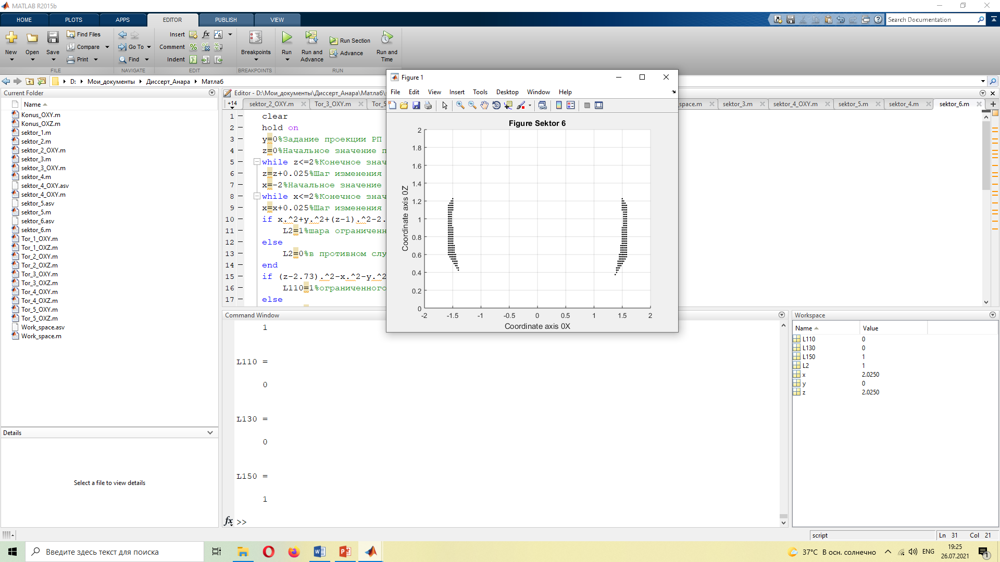 MATLAB R2015b
HOME PLOTS APPS EDITOR PUBLISH VIEW
Search Documentation
New
Open
Save
Find Files
Compare
Print
FILE
Go To
Find
NAVIGATE
Insert
fx
Comment
Indent
EDIT
Breakpoints
BREAKPOINTS
Run
Run and Advance
Run Section
Advance
Run and Time
RUN
D: Мои_документы Диссерт_Анара Матлаб
Current Folder
Name
Konus_OXY.m
Konus_OXZ.m
sektor_1.m
sektor_2.m
sektor_2_OXY.m
sektor_3.m
sektor_3_OXY.m
sektor_4.m
sektor_4_OXY.asv
sektor_4_OXY.m
sektor_5.asv
sektor_5.m
sektor_6.asv
sektor_6.m
Tor_1_OXY.m
Tor_1_OXZ.m
Tor_2_OXY.m
Tor_2_OXZ.m
Tor_3_OXY.m
Tor_3_OXZ.m
Tor_4_OXY.m
Tor_4_OXZ.m
Tor_5_OXY.m
Tor_5_OXZ.m
Work_space.asv
Work_space.m
Details
Select a file to view details
Editor - D:\Мои_документы\Диссерт_Анара\Матлаб\
+14 sektor_2_OXY.m Tor_3_OXY.m Tor_5 space.m sektor_3.m sektor_4_OXY.m sektor_5.m sektor_4.m sektor_6.m
1 clear
2 hold on
3 y=0%Задание проекции РП
4 z=0%Начальное значение п
5 while z<=2%Конечное знач
6 z=z+0.025%Шаг изменения
7 x=-2%Начальное значение
8 while x<=2%Конечное знач
9 x=x+0.025%Шаг изменения
10 if x.^2+y.^2+(z-1).^2-2.
11 L2=1%шара ограниченн
12 else
13 L2=0%в противном слу
14 end
15 if (z-2.73).^2-x.^2-y.^2
16 L110=1%ограниченного
17 else
Figure 1
File Edit View Insert Tools Desktop Window Help
Figure Sektor 6
2
1.8
1.6
1.4
1.2
1
0.8
0.6
0.4
0.2
0
Coordinate axis 0Z
-2 -1.5 -1 -0.5 0 0.5 1 1.5 2
Coordinate axis 0X
Command Window
1
L110 =
0
L130 =
0
L150 =
1
fx >>
Workspace
Name Value
L110 0
L130 0
L150 1
L2 1
x 2.0250
y 0
z 2.0250
script Ln 31 Col 21
Введите здесь текст для поиска
37°C В осн. солнечно ENG
19:25
26.07.2021
1